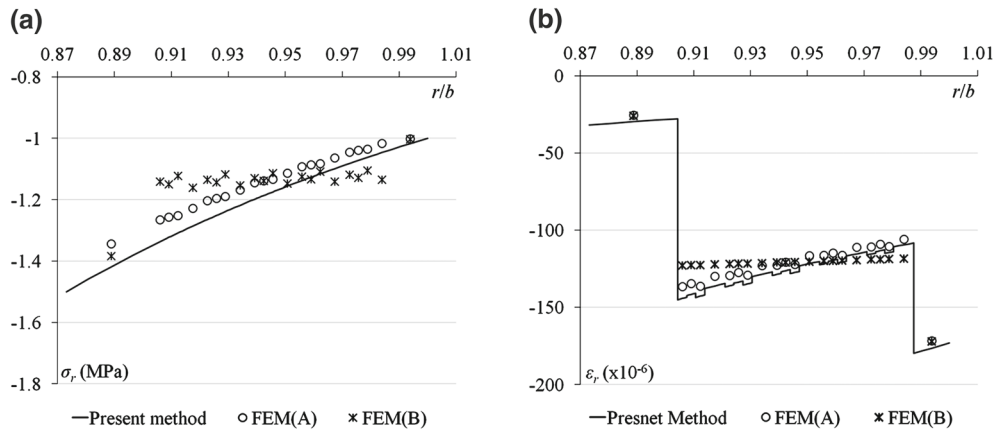 (a)
0.87 0.89 0.91 0.93 0.95 0.97 0.99 1.01
-0.8
r/b
-1
-1.2
-1.4
-1.6
-1.8
σr (MPa)
Present method FEM(A) FEM(B)
(b)
0.87 0.89 0.91 0.93 0.95 0.97 0.99 1.01
0
r/b
-50
-100
-150
-200
εr (x10-6)
Presnet Method FEM(A) FEM(B)